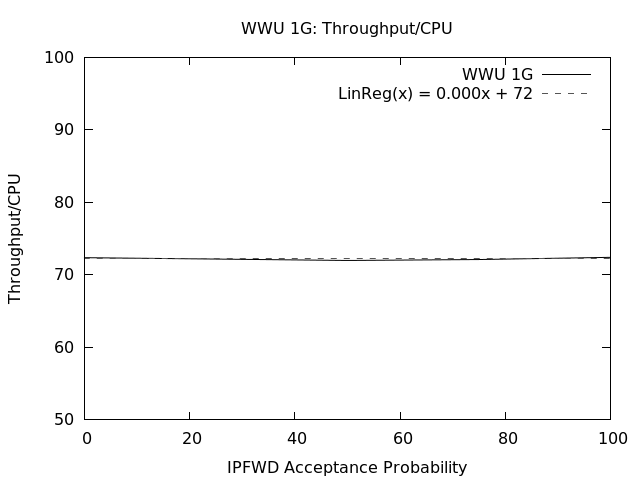 WWU 1G: Throughput/CPU
100
90
80
70
60
50
Throughput/CPU
WWU 1G
LinReg(x) = 0.000x + 72
0 20 40 60 80 100
IPFWD Acceptance Probability